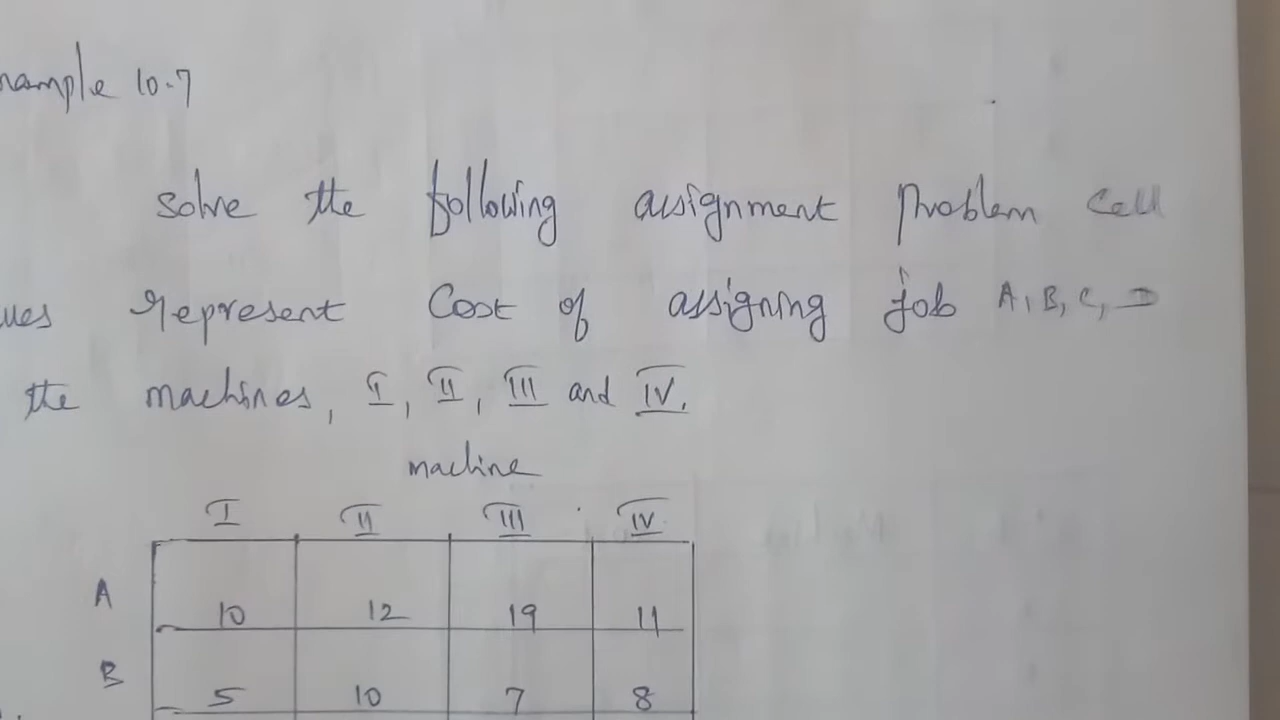 nample 10.7
solve the following assignment Problem Cell
ues represent Cost of assigning job A, B, C, D
the machines, I, II, III and IV.
machine
I II III IV
A 10 12 19 11
B 5 10 7 8